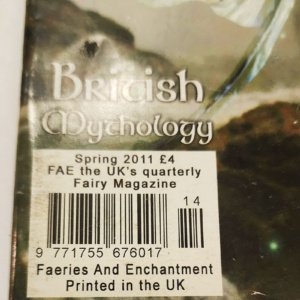 British
Mythology
Spring 2011 £4
FAE the UK's quarterly
Fairy Magazine
14
9 771755 676017
Faeries And Enchantment
Printed in the UK